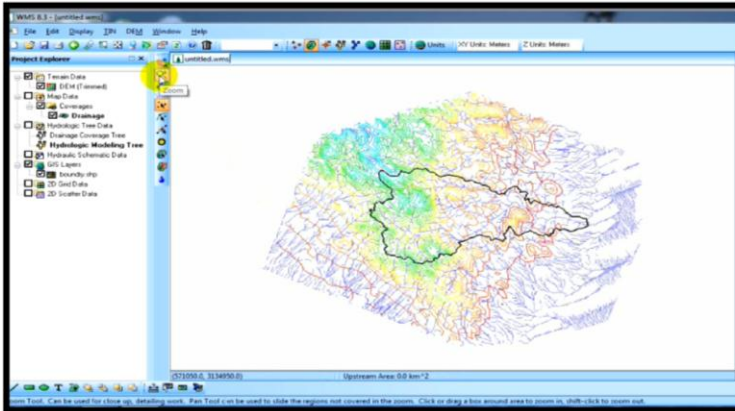 WMS 8.3 - [untitled.wms]
File Edit Display TIN DEM Window Help
Units XY Units: Meters Z Units: Meters
Project Explorer
untitled.wms
Zoom
Terrain Data
DEM (Trimmed)
Map Data
Coverages
Drainage
Hydrologic Tree Data
Drainage Coverage Tree
Hydrologic Modeling Tree
Hydraulic Schematic Data
GIS Layers
boundry.shp
2D Grid Data
2D Scatter Data
(571050.0, 3134950.0) Upstream Area: 0.0 km^2
oom Tool. Can be used for close up, detailing work. Pan Tool can be used to slide the regions not covered in the zoom. Click or drag a box around area to zoom in, shift-click to zoom out.